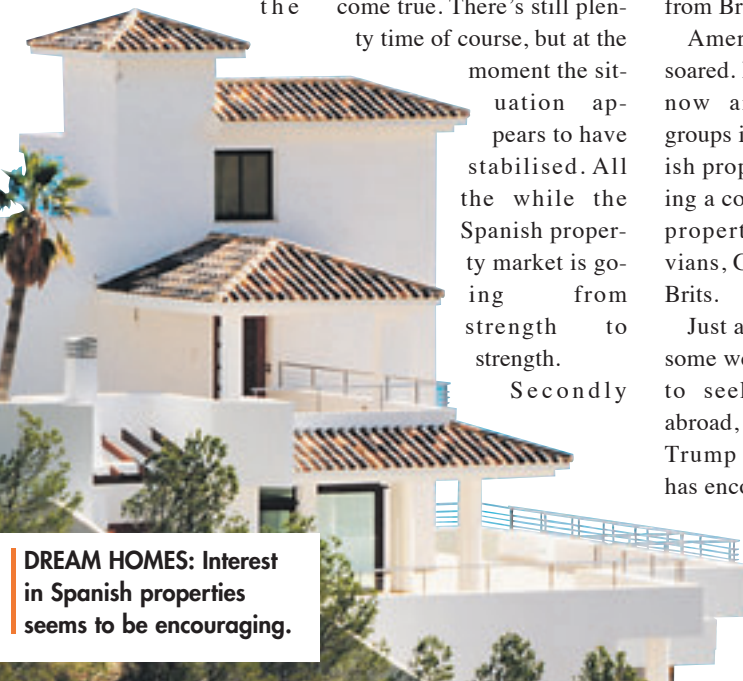 the
come true. There's still plen-
ty time of course, but at the
moment the sit-
uation ap-
pears to have
stabilised. All
the while the
Spanish proper-
ty market is go-
ing from
strength to
strength.
Secondly
from Br
Amer
soared.
now a
groups i
ish prop
ing a co
propert
vians,
Brits.
Just a
some we
to see
abroad,
Trump
has enco
DREAM HOMES: Interest
in Spanish properties
seems to be encouraging.